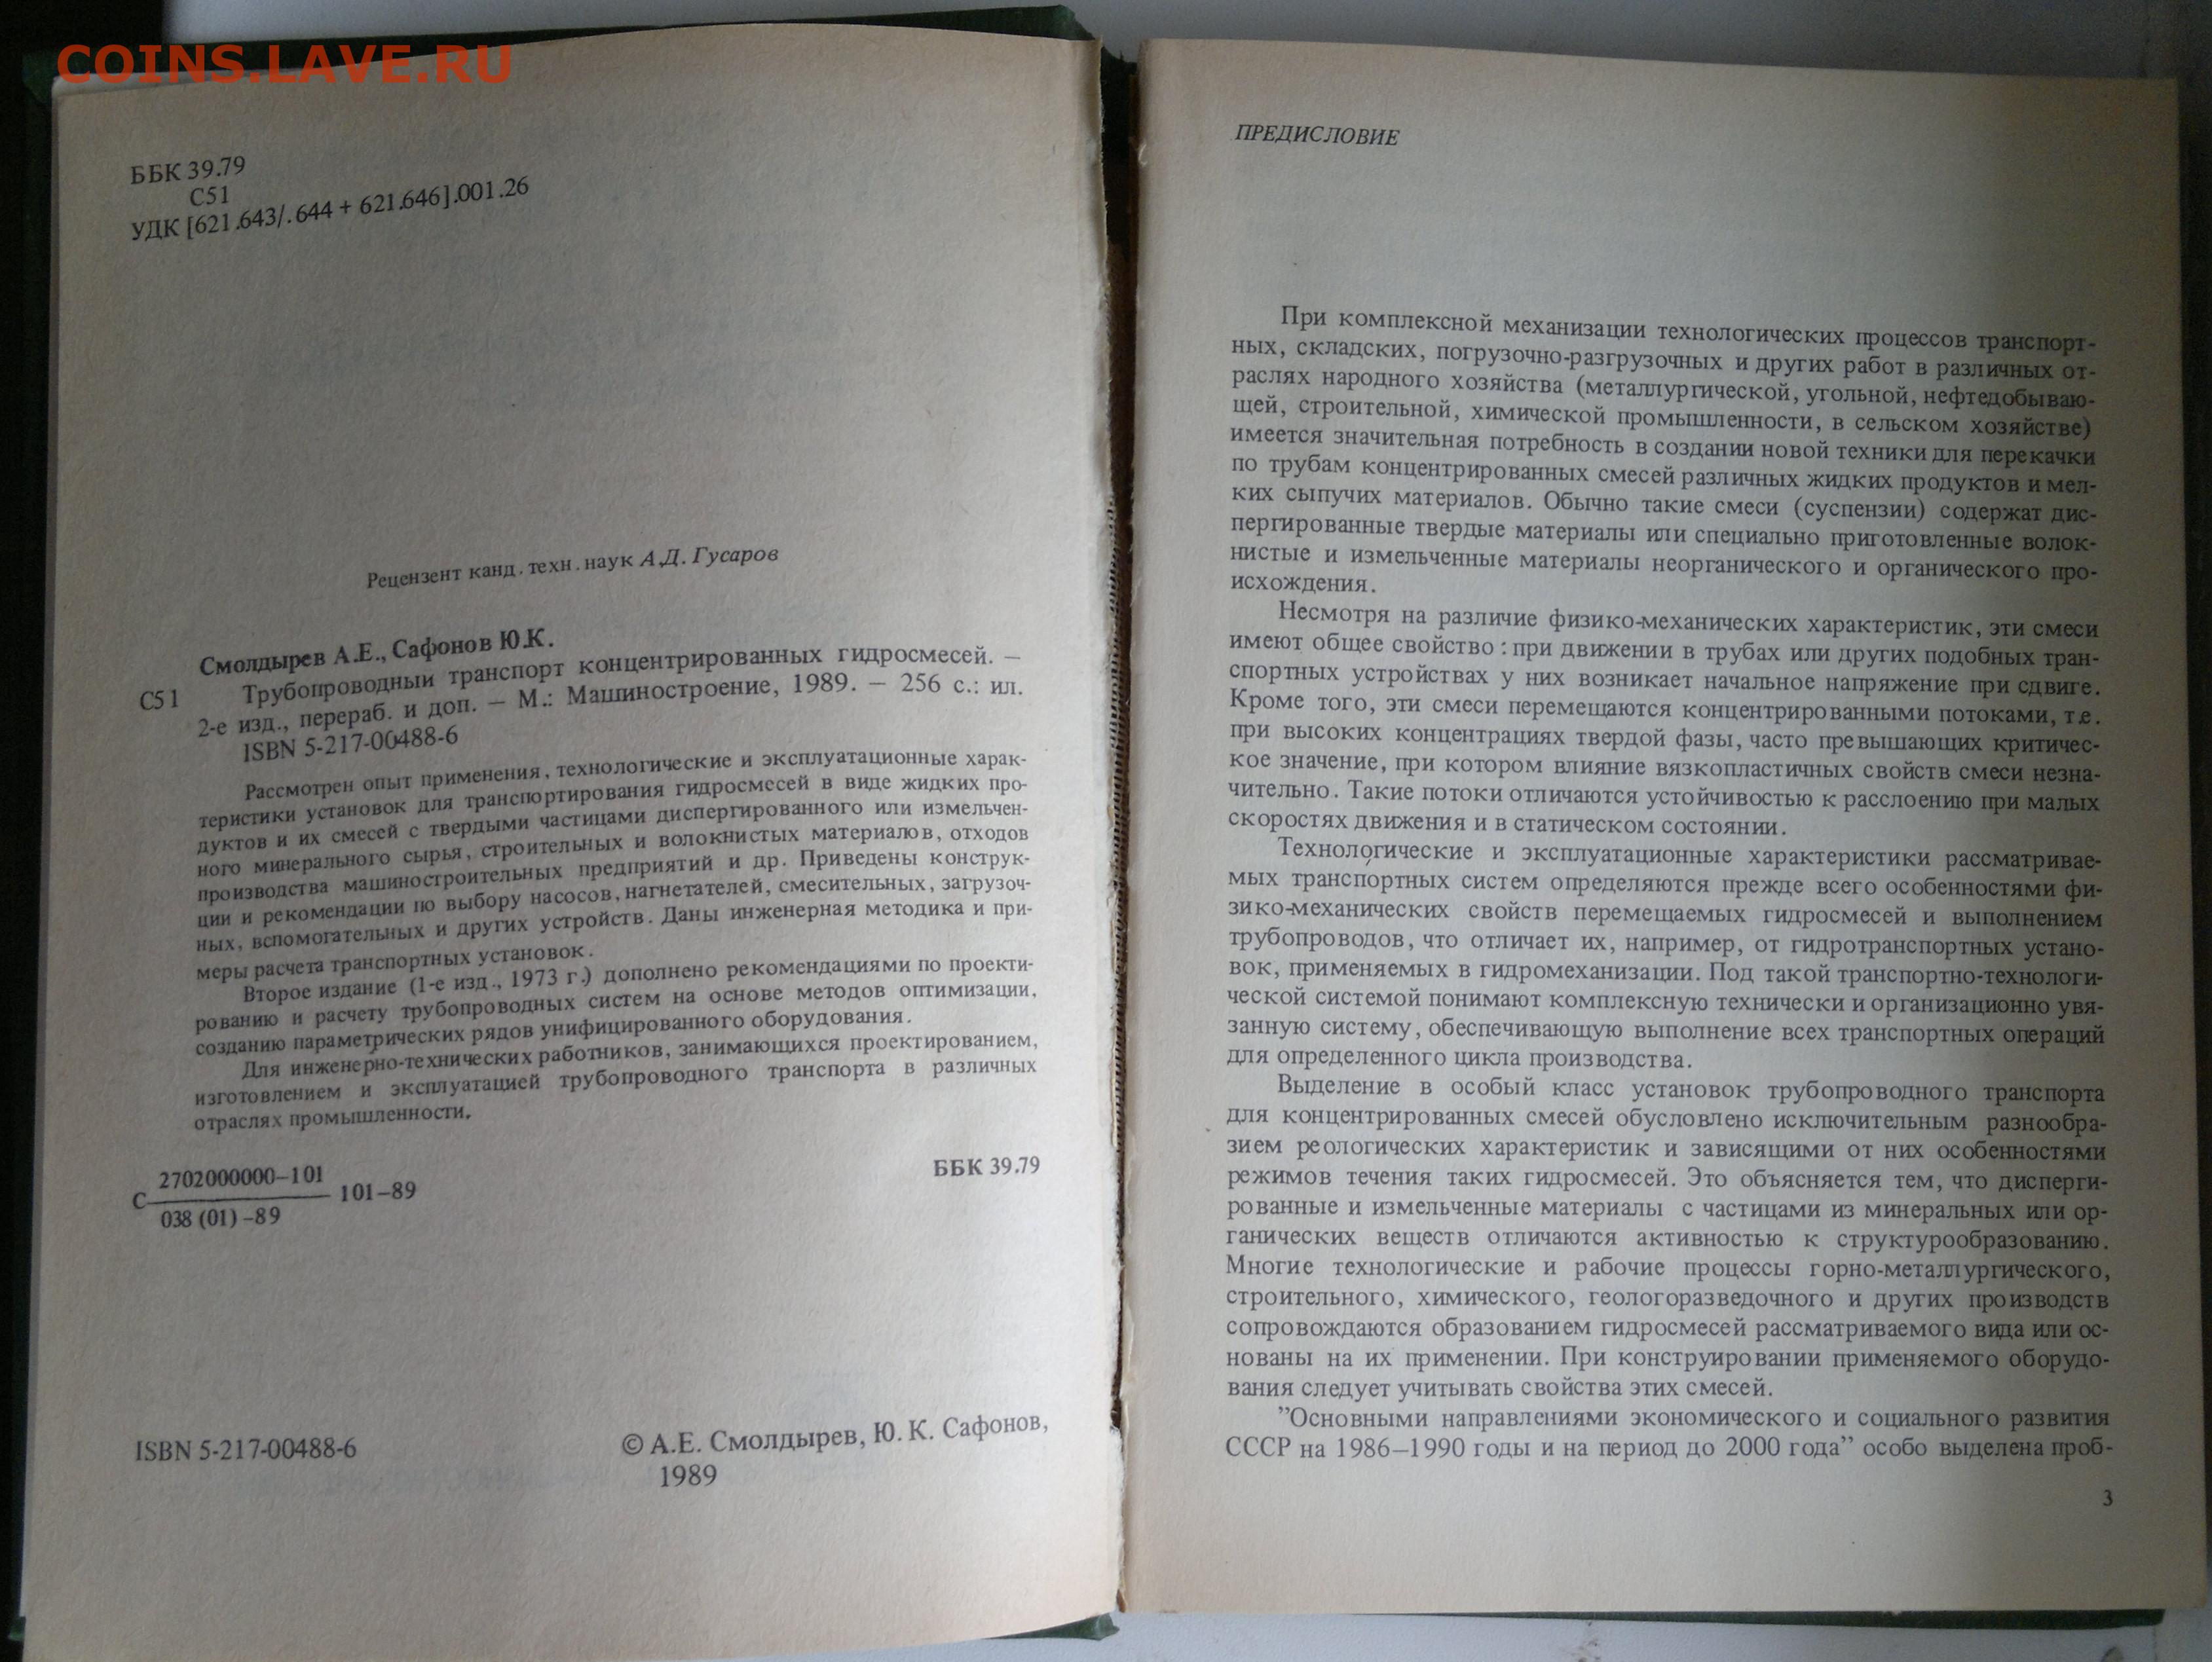 COINS.LAVE.RU
ББК 39.79
С51
УДК [621.643/.644 + 621.646].001.26
Рецензент канд. техн. наук А.Д. Гусаров
Смолдырев А.Е., Сафонов Ю.К.
С51 Трубопроводный транспорт концентрированных гидросмесей. —
2-е изд., перераб. и доп. — М.: Машиностроение, 1989. — 256 с.: ил.
ISBN 5-217-00488-6
Рассмотрен опыт применения, технологические и эксплуатационные харак-
теристики установок для транспортирования гидросмесей в виде жидких про-
дуктов и их смесей с твердыми частицами диспергированного или измельчен-
ного минерального сырья, строительных и волокнистых материалов, отходов
производства машиностроительных предприятий и др. Приведены конструк-
ции и рекомендации по выбору насосов, нагнетателей, смесительных, загрузоч-
ных, вспомогательных и других устройств. Даны инженерная методика и при-
меры расчета транспортных установок.
Второе издание (1-е изд., 1973 г.) дополнено рекомендациями по проекти-
рованию и расчету трубопроводных систем на основе методов оптимизации,
созданию параметрических рядов унифицированного оборудования.
Для инженерно-технических работников, занимающихся проектированием,
изготовлением и эксплуатацией трубопроводного транспорта в различных
отраслях промышленности.
2702000000–101
С 101–89
038 (01) –89
ББК 39.79
ISBN 5-217-00488-6
© А.Е. Смолдырев, Ю. К. Сафонов,
1989
ПРЕДИСЛОВИЕ
При комплексной механизации технологических процессов транспорт-
ных, складских, погрузочно-разгрузочных и других работ в различных от-
раслях народного хозяйства (металлургической, угольной, нефтедобываю-
щей, строительной, химической промышленности, в сельском хозяйстве)
имеется значительная потребность в создании новой техники для перекачки
по трубам концентрированных смесей различных жидких продуктов и мел-
ких сыпучих материалов. Обычно такие смеси (суспензии) содержат дис-
пергированные твердые материалы или специально приготовленные волок-
нистые и измельченные материалы неорганического и органического про-
исхождения.
Несмотря на различие физико-механических характеристик, эти смеси
имеют общее свойство: при движении в трубах или других подобных тран-
спортных устройствах у них возникает начальное напряжение при сдвиге.
Кроме того, эти смеси перемещаются концентрированными потоками, т.е.
при высоких концентрациях твердой фазы, часто превышающих критичес-
кое значение, при котором влияние вязкопластичных свойств смеси незна-
чительно. Такие потоки отличаются устойчивостью к расслоению при малых
скоростях движения и в статическом состоянии.
Технологические и эксплуатационные характеристики рассматривае-
мых транспортных систем определяются прежде всего особенностями фи-
зико-механических свойств перемещаемых гидросмесей и выполнением
трубопроводов, что отличает их, например, от гидротранспортных устано-
вок, применяемых в гидромеханизации. Под такой транспортно-технологи-
ческой системой понимают комплексную технически и организационно увя-
занную систему, обеспечивающую выполнение всех транспортных операций
для определенного цикла производства.
Выделение в особый класс установок трубопроводного транспорта
для концентрированных смесей обусловлено исключительным разнообра-
зием реологических характеристик и зависящими от них особенностями
режимов течения таких гидросмесей. Это объясняется тем, что дисперги-
рованные и измельченные материалы с частицами из минеральных или ор-
ганических веществ отличаются активностью к структурообразованию.
Многие технологические и рабочие процессы горно-металлургического,
строительного, химического, геологоразведочного и других производств
сопровождаются образованием гидросмесей рассматриваемого вида или ос-
нованы на их применении. При конструировании применяемого оборудо-
вания следует учитывать свойства этих смесей.
"Основными направлениями экономического и социального развития
СССР на 1986–1990 годы и на период до 2000 года" особо выделена проб-
3